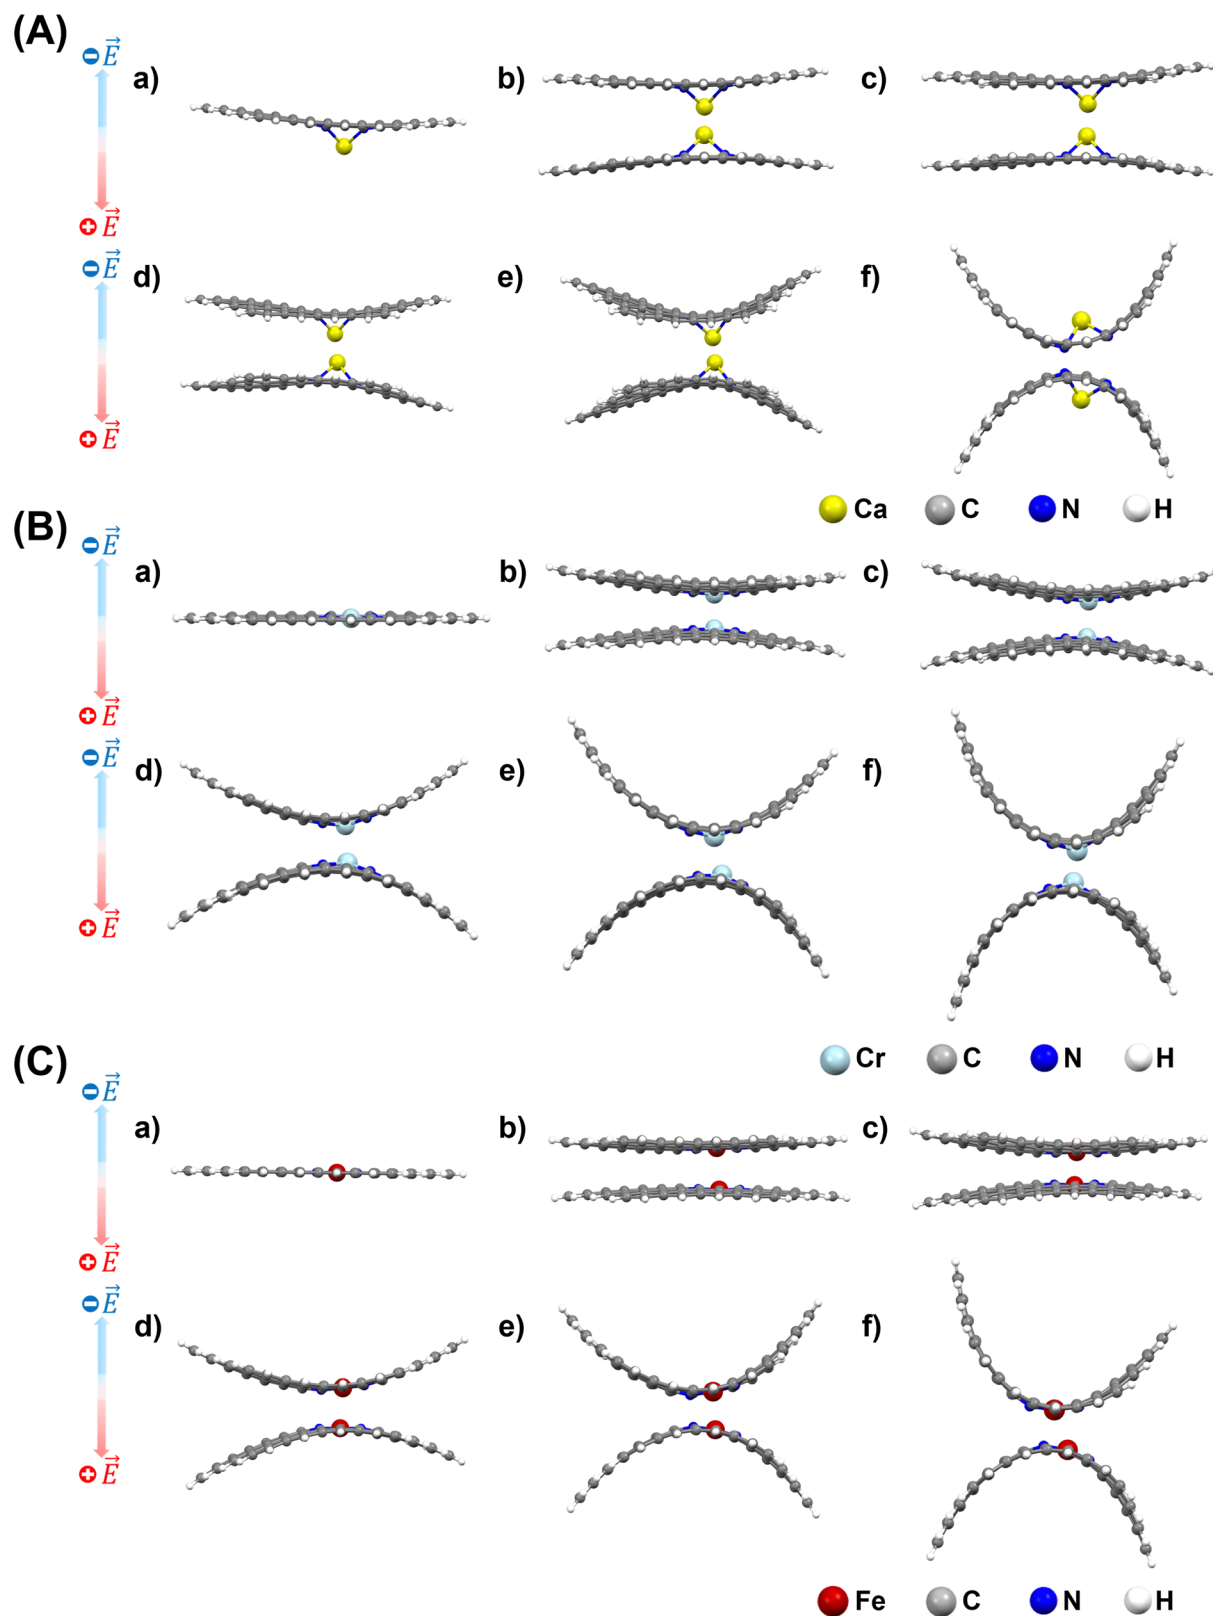 (A)
⊖ E⃗
a)
b)
c)
⊕ E⃗
⊖ E⃗
d)
e)
f)
⊕ E⃗
Ca C N H
(B)
⊖ E⃗
a)
b)
c)
⊕ E⃗
⊖ E⃗
d)
e)
f)
⊕ E⃗
Cr C N H
(C)
⊖ E⃗
a)
b)
c)
⊕ E⃗
⊖ E⃗
d)
e)
f)
⊕ E⃗
Fe C N H